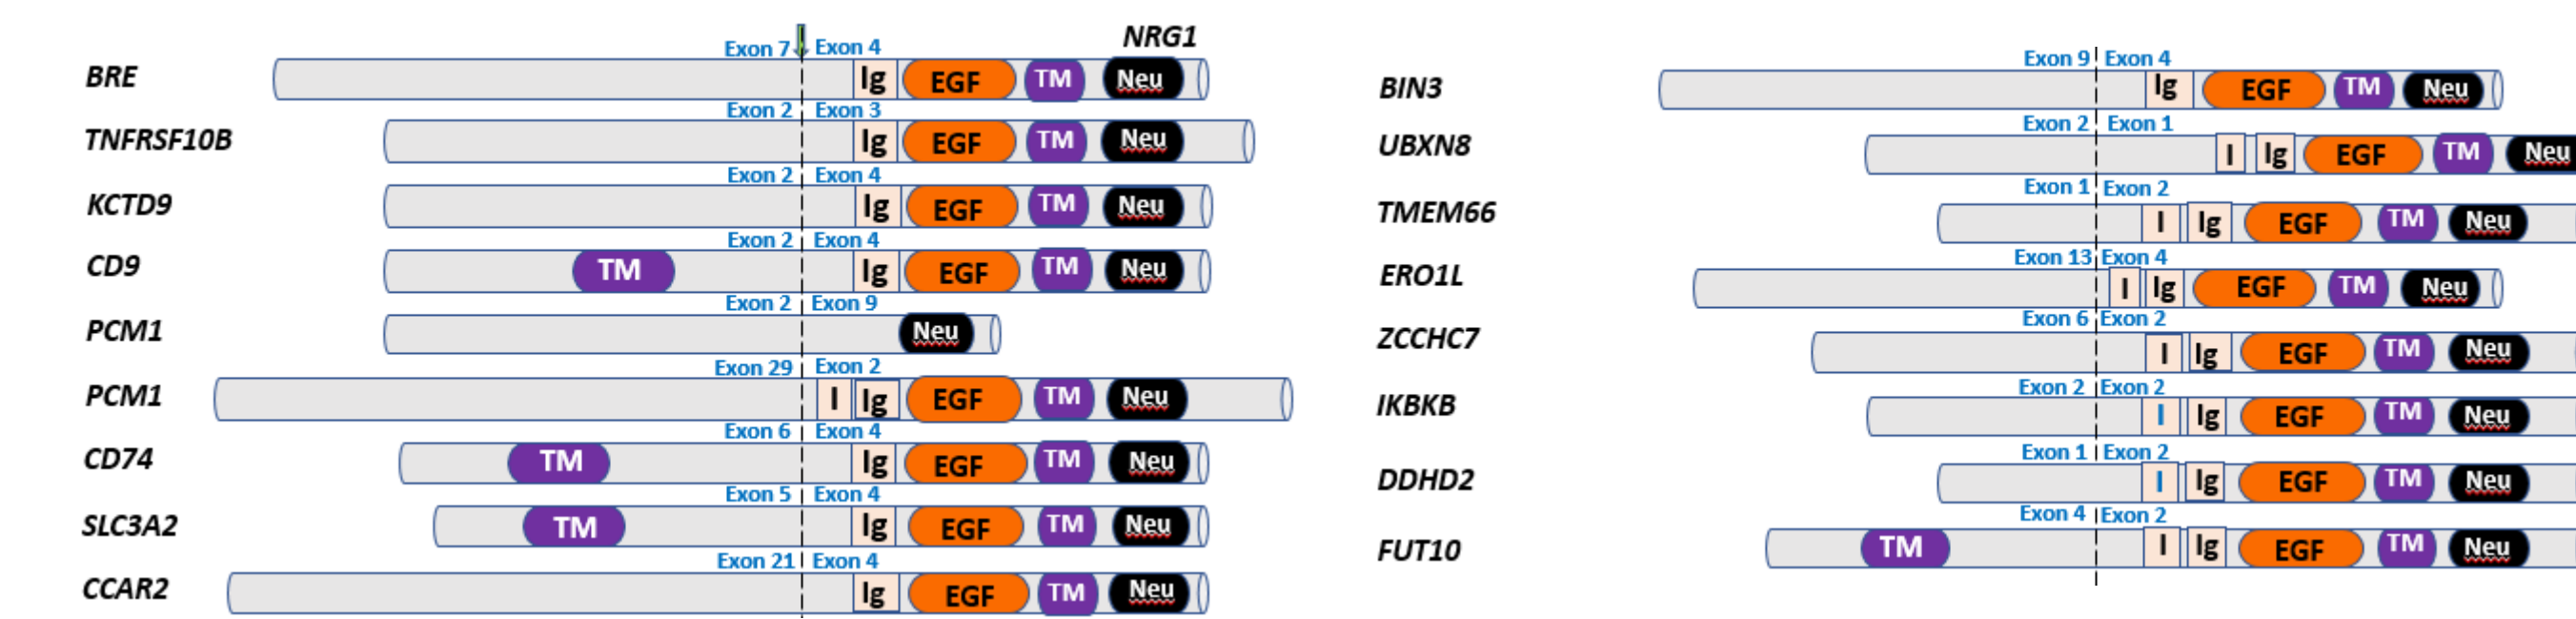 NRG1
Exon 7 Exon 4
BRE Ig EGF TM Neu
Exon 2 Exon 3
TNFRSF10B Ig EGF TM Neu
Exon 2 Exon 4
KCTD9 Ig EGF TM Neu
Exon 2 Exon 4
CD9 TM Ig EGF TM Neu
Exon 2 Exon 9
PCM1 Neu
Exon 29 Exon 2
PCM1 I Ig EGF TM Neu
Exon 6 Exon 4
CD74 TM Ig EGF TM Neu
Exon 5 Exon 4
SLC3A2 TM Ig EGF TM Neu
Exon 21 Exon 4
CCAR2 Ig EGF TM Neu
Exon 9 Exon 4
BIN3 Ig EGF TM Neu
Exon 2 Exon 1
UBXN8 I Ig EGF TM Neu
Exon 1 Exon 2
TMEM66 I Ig EGF TM Neu
Exon 13 Exon 4
ERO1L I Ig EGF TM Neu
Exon 6 Exon 2
ZCCHC7 I Ig EGF TM Neu
Exon 2 Exon 2
IKBKB I Ig EGF TM Neu
Exon 1 Exon 2
DDHD2 I Ig EGF TM Neu
Exon 4 Exon 2
FUT10 TM I Ig EGF TM Neu